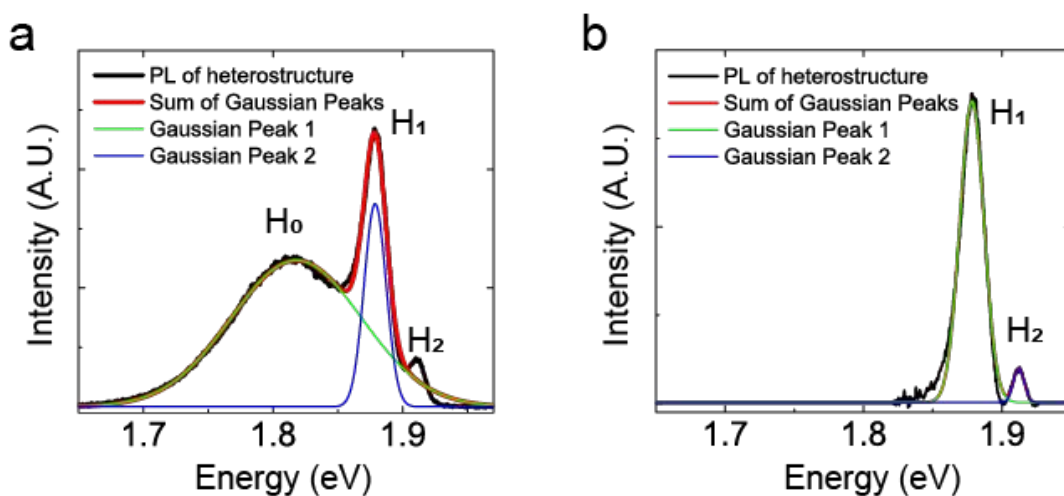 a
PL of heterostructure
Sum of Gaussian Peaks
Gaussian Peak 1
Gaussian Peak 2
H₁
H₀
H₂
Intensity (A.U.)
1.7
1.8
1.9
Energy (eV)
b
PL of heterostructure
Sum of Gaussian Peaks
Gaussian Peak 1
Gaussian Peak 2
H₁
H₂
Intensity (A.U.)
1.7
1.8
1.9
Energy (eV)